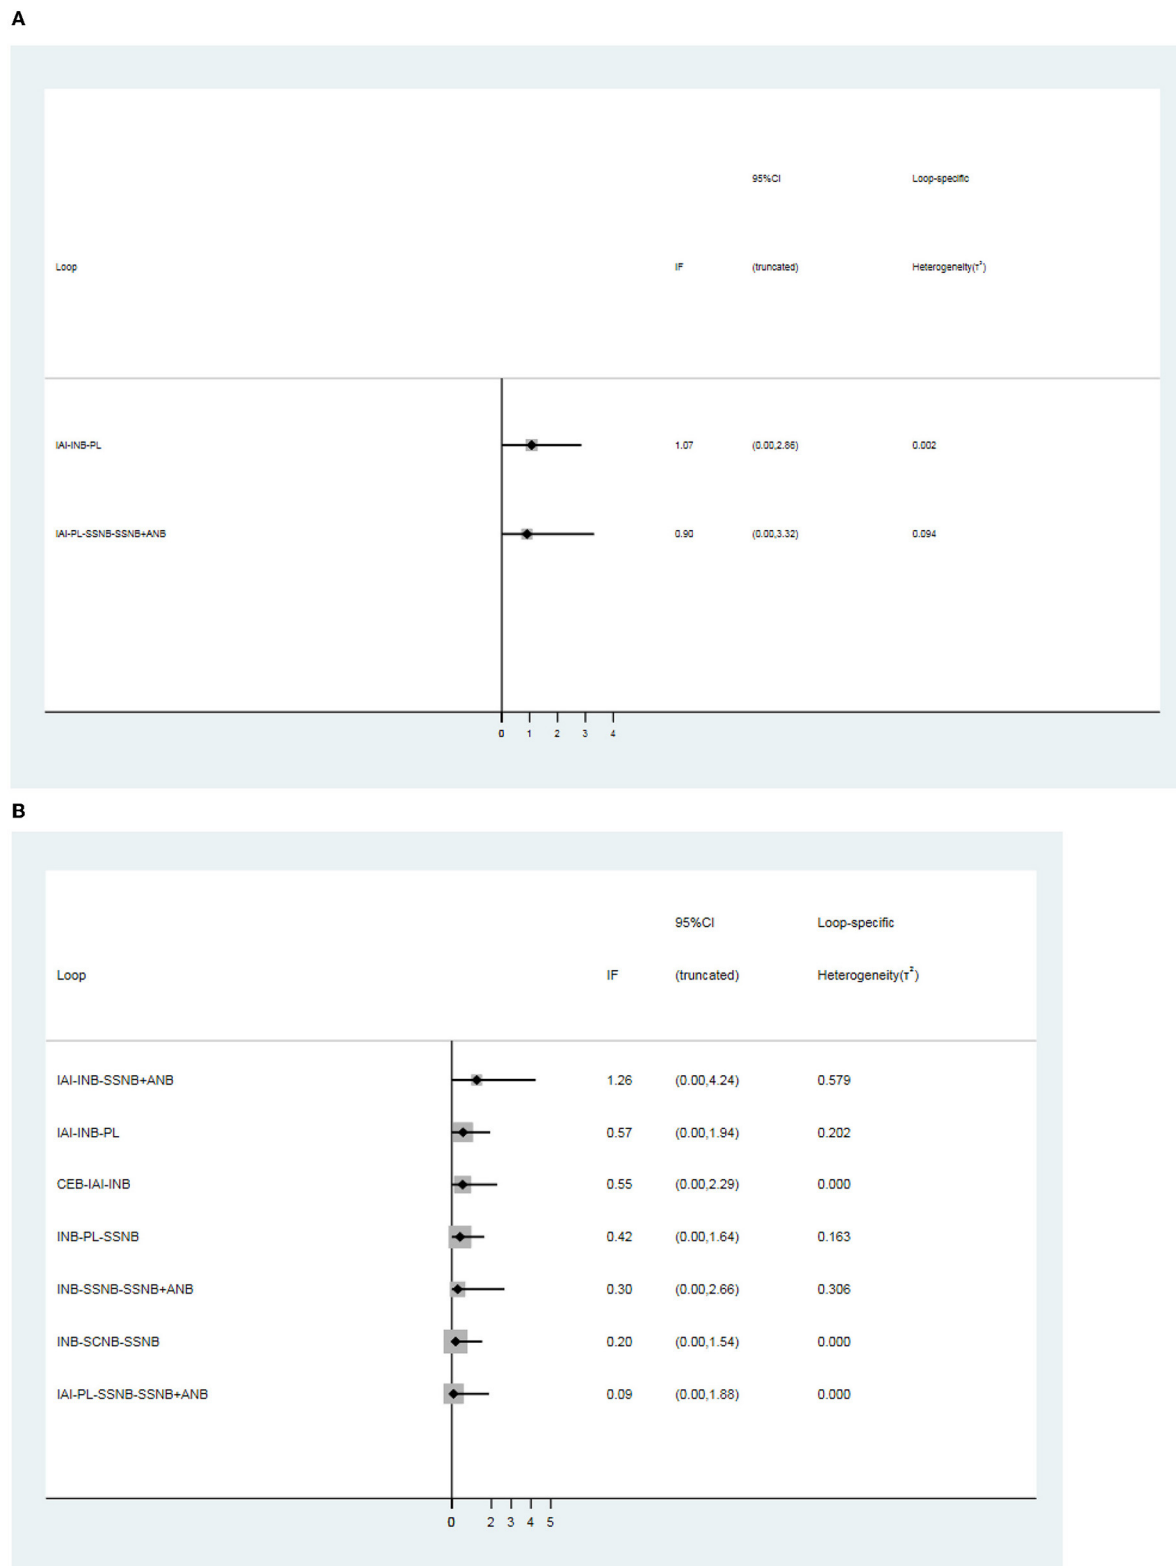 A
95%CI Loop-specific
Loop IF (truncated) Heterogeneity(τ²)
IAI-INB-PL 1.07 (0.00,2.86) 0.002
IAI-PL-SSNB-SSNB+ANB 0.90 (0.00,3.32) 0.094
0 1 2 3 4
B
95%CI Loop-specific
Loop IF (truncated) Heterogeneity(τ²)
IAI-INB-SSNB+ANB 1.26 (0.00,4.24) 0.579
IAI-INB-PL 0.57 (0.00,1.94) 0.202
CEB-IAI-INB 0.55 (0.00,2.29) 0.000
INB-PL-SSNB 0.42 (0.00,1.64) 0.163
INB-SSNB-SSNB+ANB 0.30 (0.00,2.66) 0.306
INB-SCNB-SSNB 0.20 (0.00,1.54) 0.000
IAI-PL-SSNB-SSNB+ANB 0.09 (0.00,1.88) 0.000
0 2 3 4 5